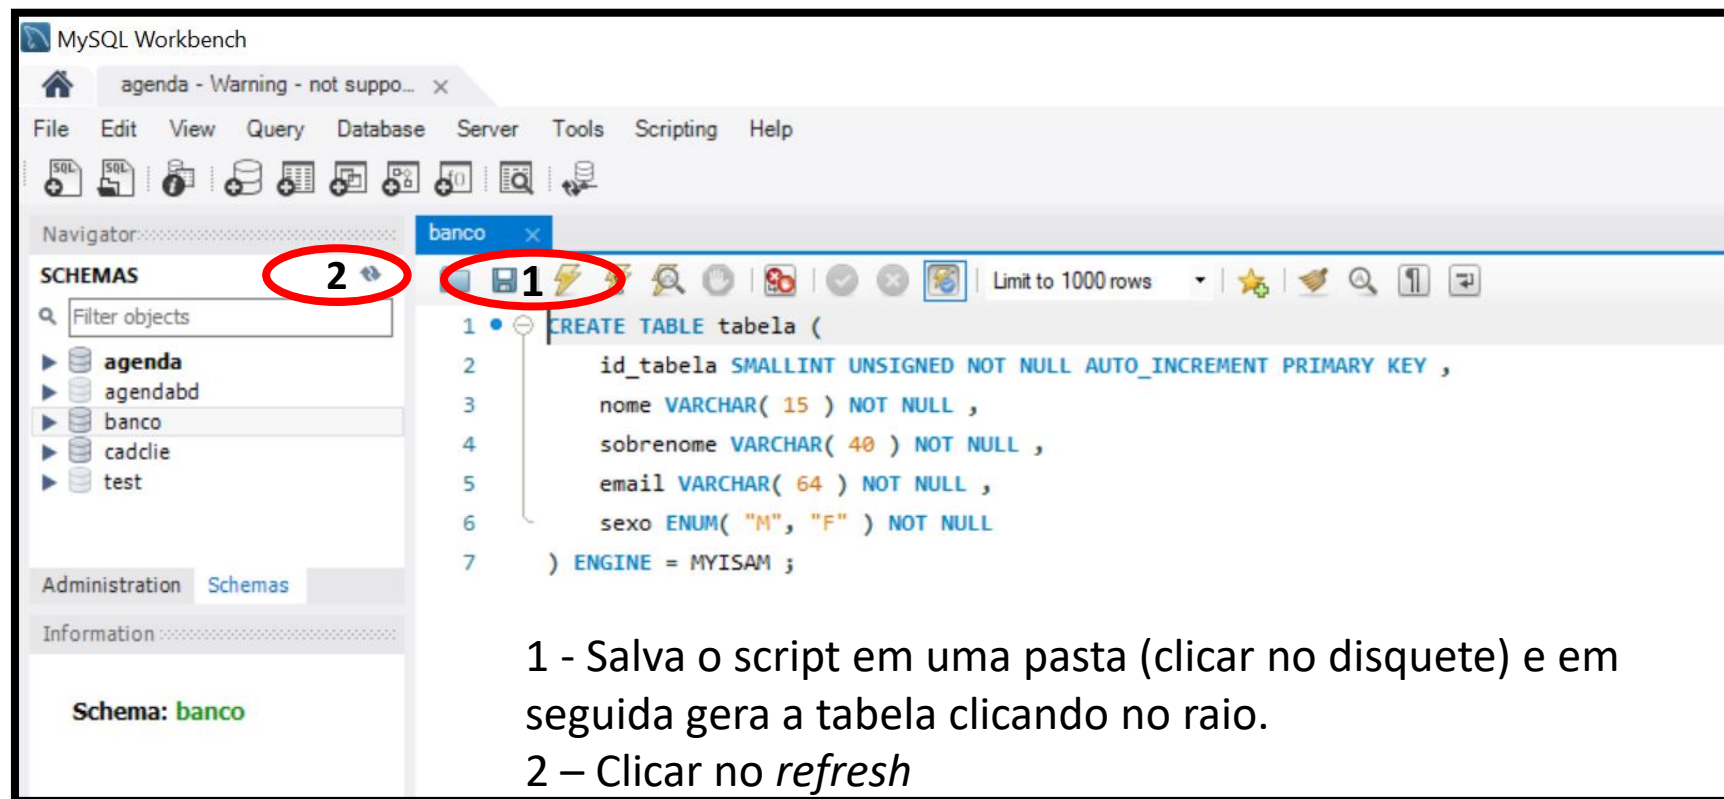 MySQL Workbench
agenda - Warning - not suppo...
File Edit View Query Database Server Tools Scripting Help
Navigator
banco
SCHEMAS
2
1
Limit to 1000 rows
Filter objects
agenda
agendabd
banco
cadclie
test
1 CREATE TABLE tabela (
2 id_tabela SMALLINT UNSIGNED NOT NULL AUTO_INCREMENT PRIMARY KEY ,
3 nome VARCHAR( 15 ) NOT NULL ,
4 sobrenome VARCHAR( 40 ) NOT NULL ,
5 email VARCHAR( 64 ) NOT NULL ,
6 sexo ENUM( "M", "F" ) NOT NULL
7 ) ENGINE = MYISAM ;
Administration Schemas
Information
Schema: banco
1 - Salva o script em uma pasta (clicar no disquete) e em
seguida gera a tabela clicando no raio.
2 – Clicar no refresh